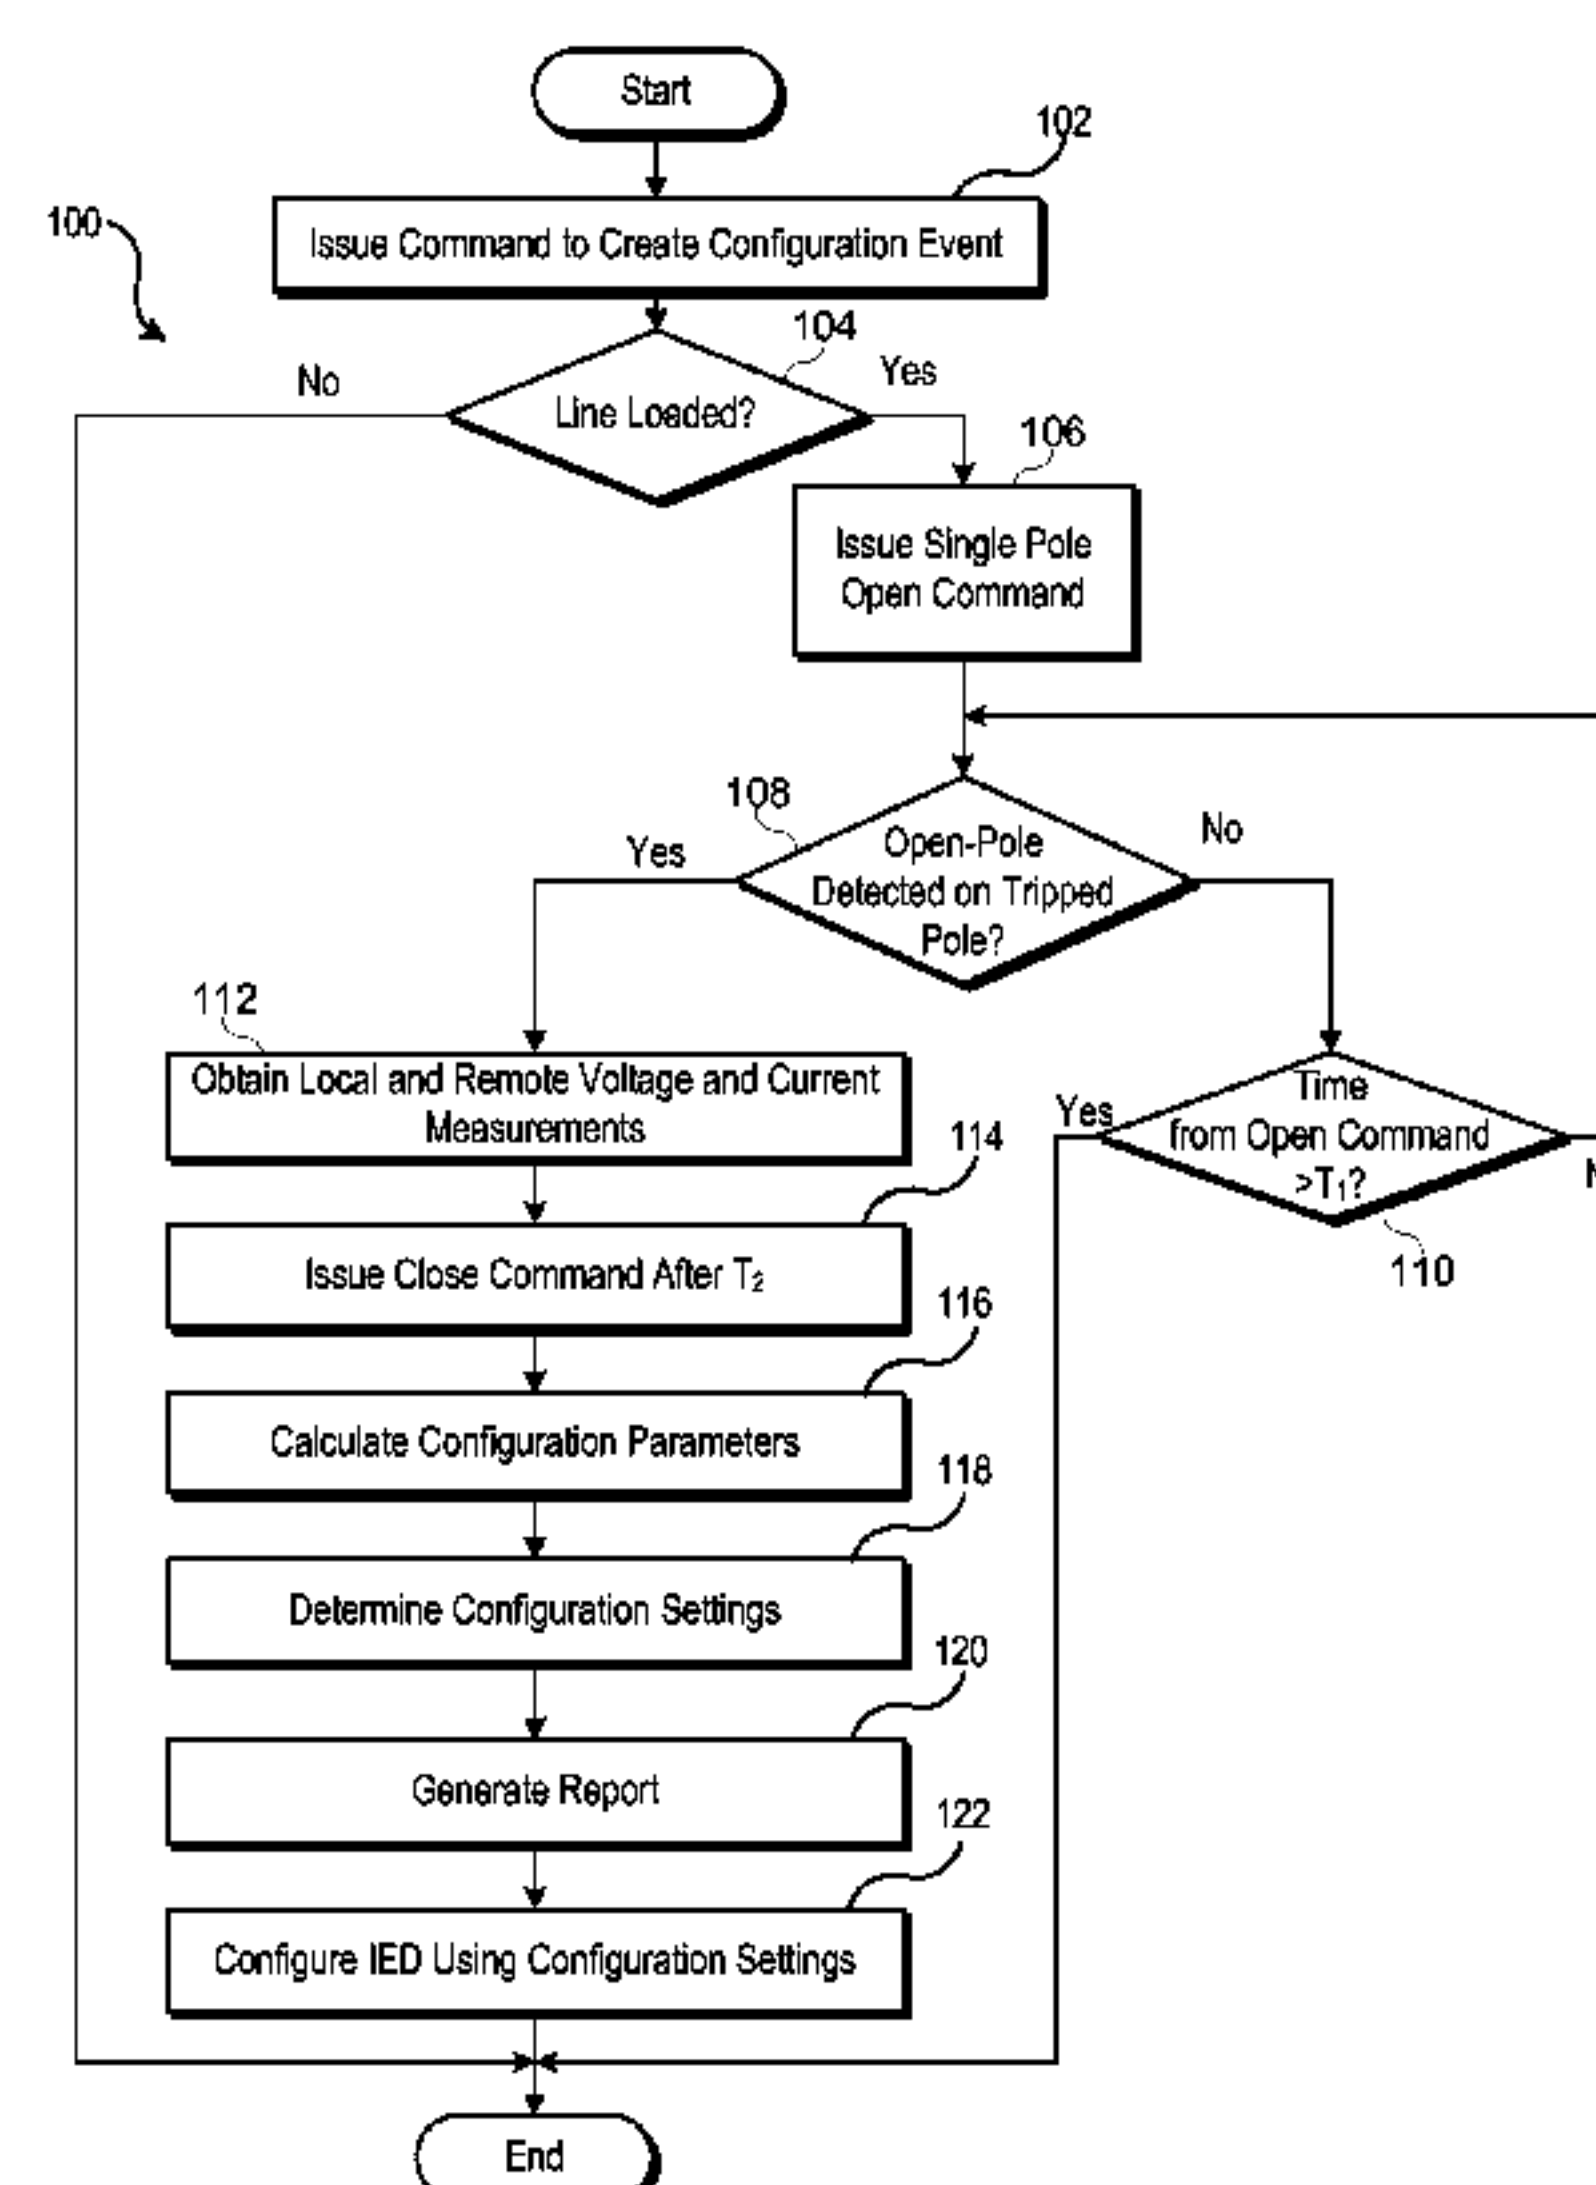 Start
102
100
Issue Command to Create Configuration Event
104
No
Yes
Line Loaded?
106
Issue Single Pole
Open Command
108
Yes
No
Open-Pole
Detected on Tripped
Pole?
112
Obtain Local and Remote Voltage and Current
Measurements
Time
from Open Command
>T₁?
Yes
110
114
Issue Close Command After T₂
116
Calculate Configuration Parameters
118
Determine Configuration Settings
120
Generate Report
122
Configure IED Using Configuration Settings
End